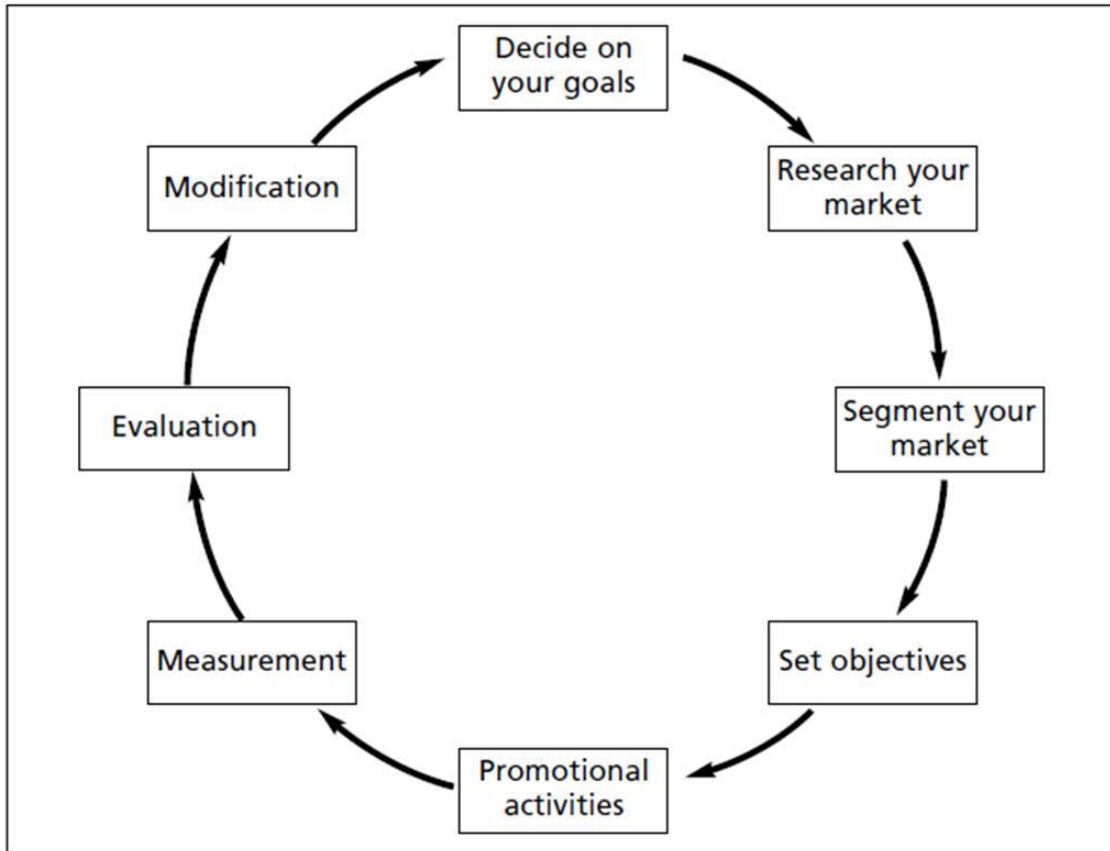 Decide on
your goals
Research your
market
Segment your
market
Set objectives
Promotional
activities
Measurement
Evaluation
Modification